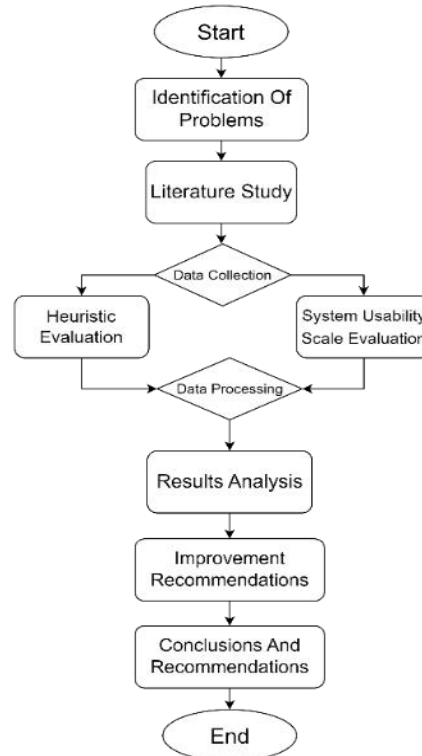 Start
Identification Of
Problems
Literature Study
Data Collection
Heuristic
Evaluation
System Usability
Scale Evaluation
Data Processing
Results Analysis
Improvement
Recommendations
Conclusions And
Recommendations
End